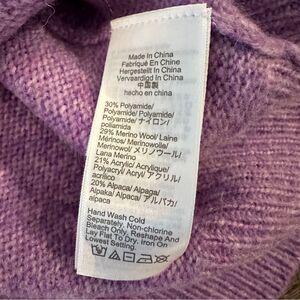 Made In China
Fabriqué En Chine
Hergestellt In China
Vervaardigd In China
中国製
hecho en china
30% Polyamide/
Polyamide/ Polyamid/
Polyamide/ ナイロン/
poliamida
29% Merino Wool/ Laine
Mérinos/ Merinowolle/
Merinowol/ メリノウール/
Lana Merino
21% Acrylic/ Acrylique/
Polyacryl/ Acryl/ アクリル/
acrílico
20% Alpaca/ Alpaga/
Alpaka/ Alpaca/ アルパカ/
alpaca
Hand Wash Cold
Separately. Non-chlorine
Bleach Only. Reshape And
Lay Flat To Dry. Iron On
Lowest Setting.